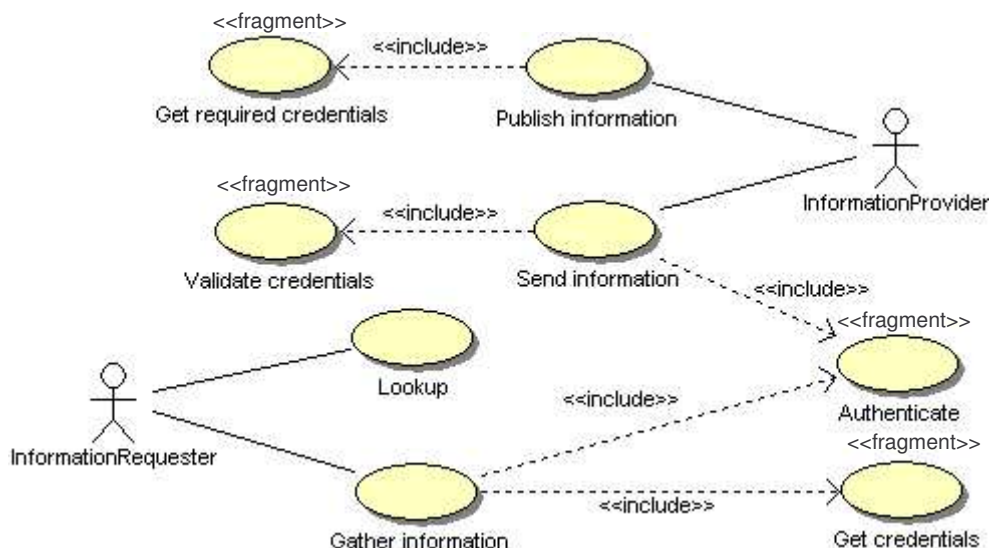 <<fragment>>
<<include>>
Get required credentials
Publish information
<<fragment>>
InformationProvider
<<include>>
Validate credentials
Send information
<<include>>
<<fragment>>
Lookup
<<include>>
Authenticate
<<fragment>>
InformationRequester
<<include>>
Gather information
Get credentials